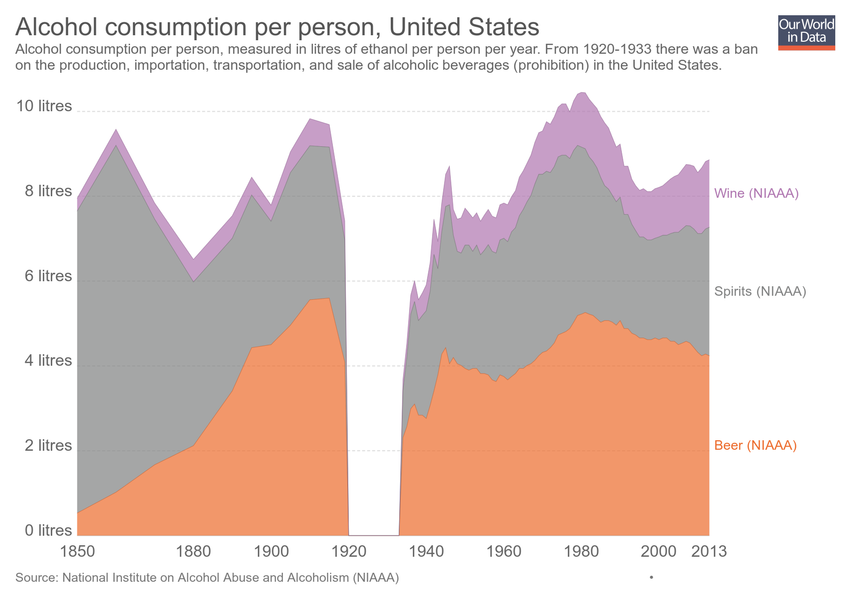 Alcohol consumption per person, United States
Our World
in Data
Alcohol consumption per person, measured in litres of ethanol per person per year. From 1920-1933 there was a ban
on the production, importation, transportation, and sale of alcoholic beverages (prohibition) in the United States.
10 litres
8 litres
Wine (NIAAA)
6 litres
Spirits (NIAAA)
4 litres
2 litres
Beer (NIAAA)
0 litres
1850 1880 1900 1920 1940 1960 1980 2000 2013
Source: National Institute on Alcohol Abuse and Alcoholism (NIAAA)